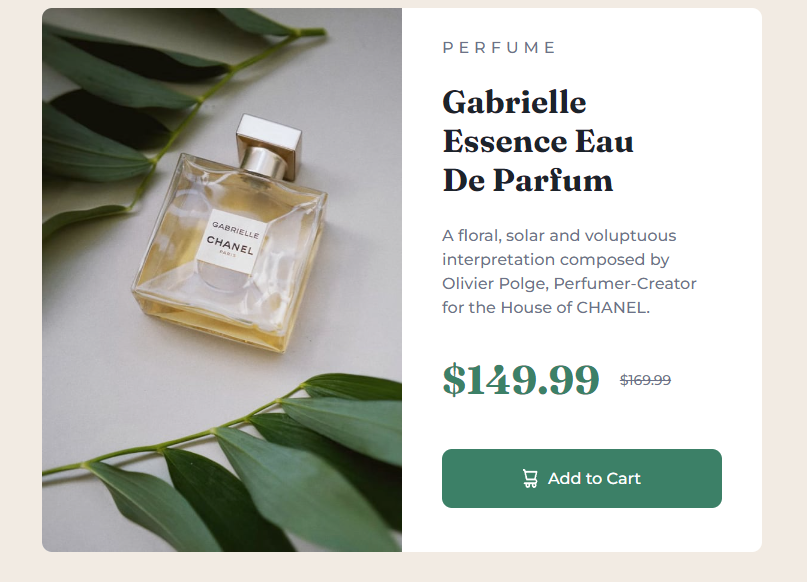 GABRIELLE
CHANEL
PARIS
PERFUME
Gabrielle
Essence Eau
De Parfum
A floral, solar and voluptuous
interpretation composed by
Olivier Polge, Perfumer-Creator
for the House of CHANEL.
$149.99 $169.99
Add to Cart